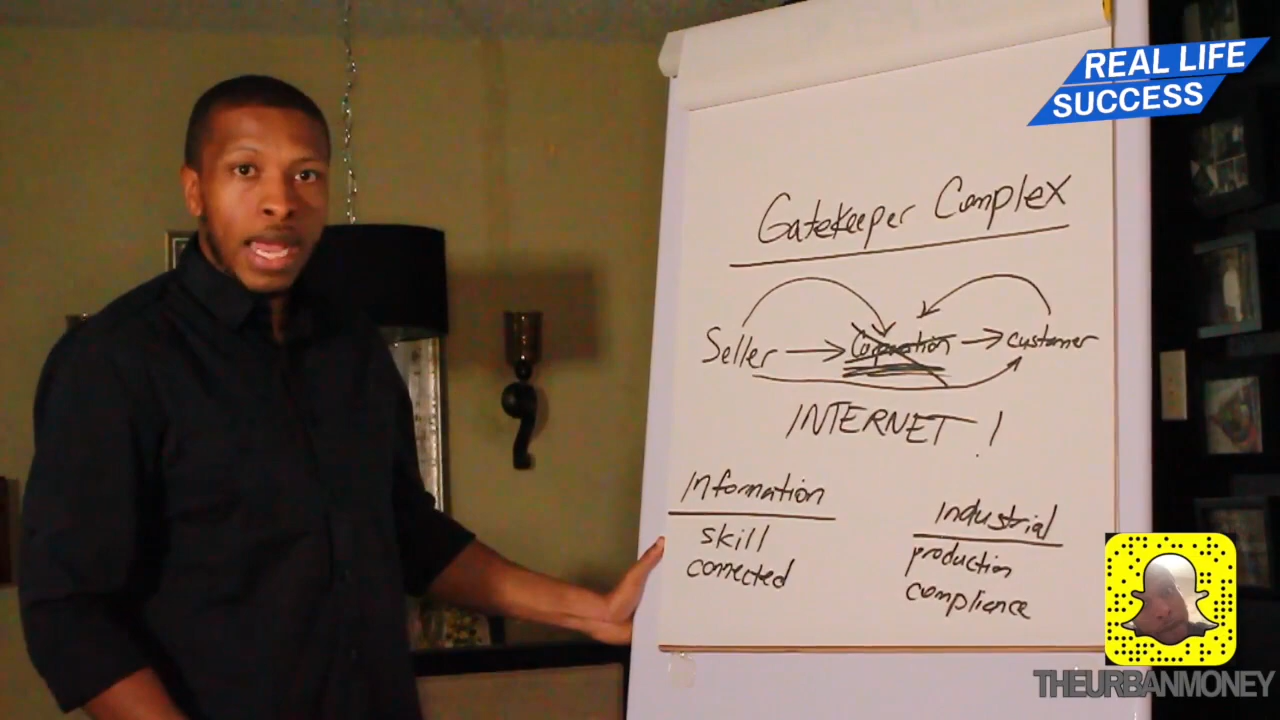 REAL LIFE
SUCCESS
Gatekeeper Complex
Seller → Corporation → customer
INTERNET !
Information
skill
connected
Industrial
production
compliance
THEURBANMONEY